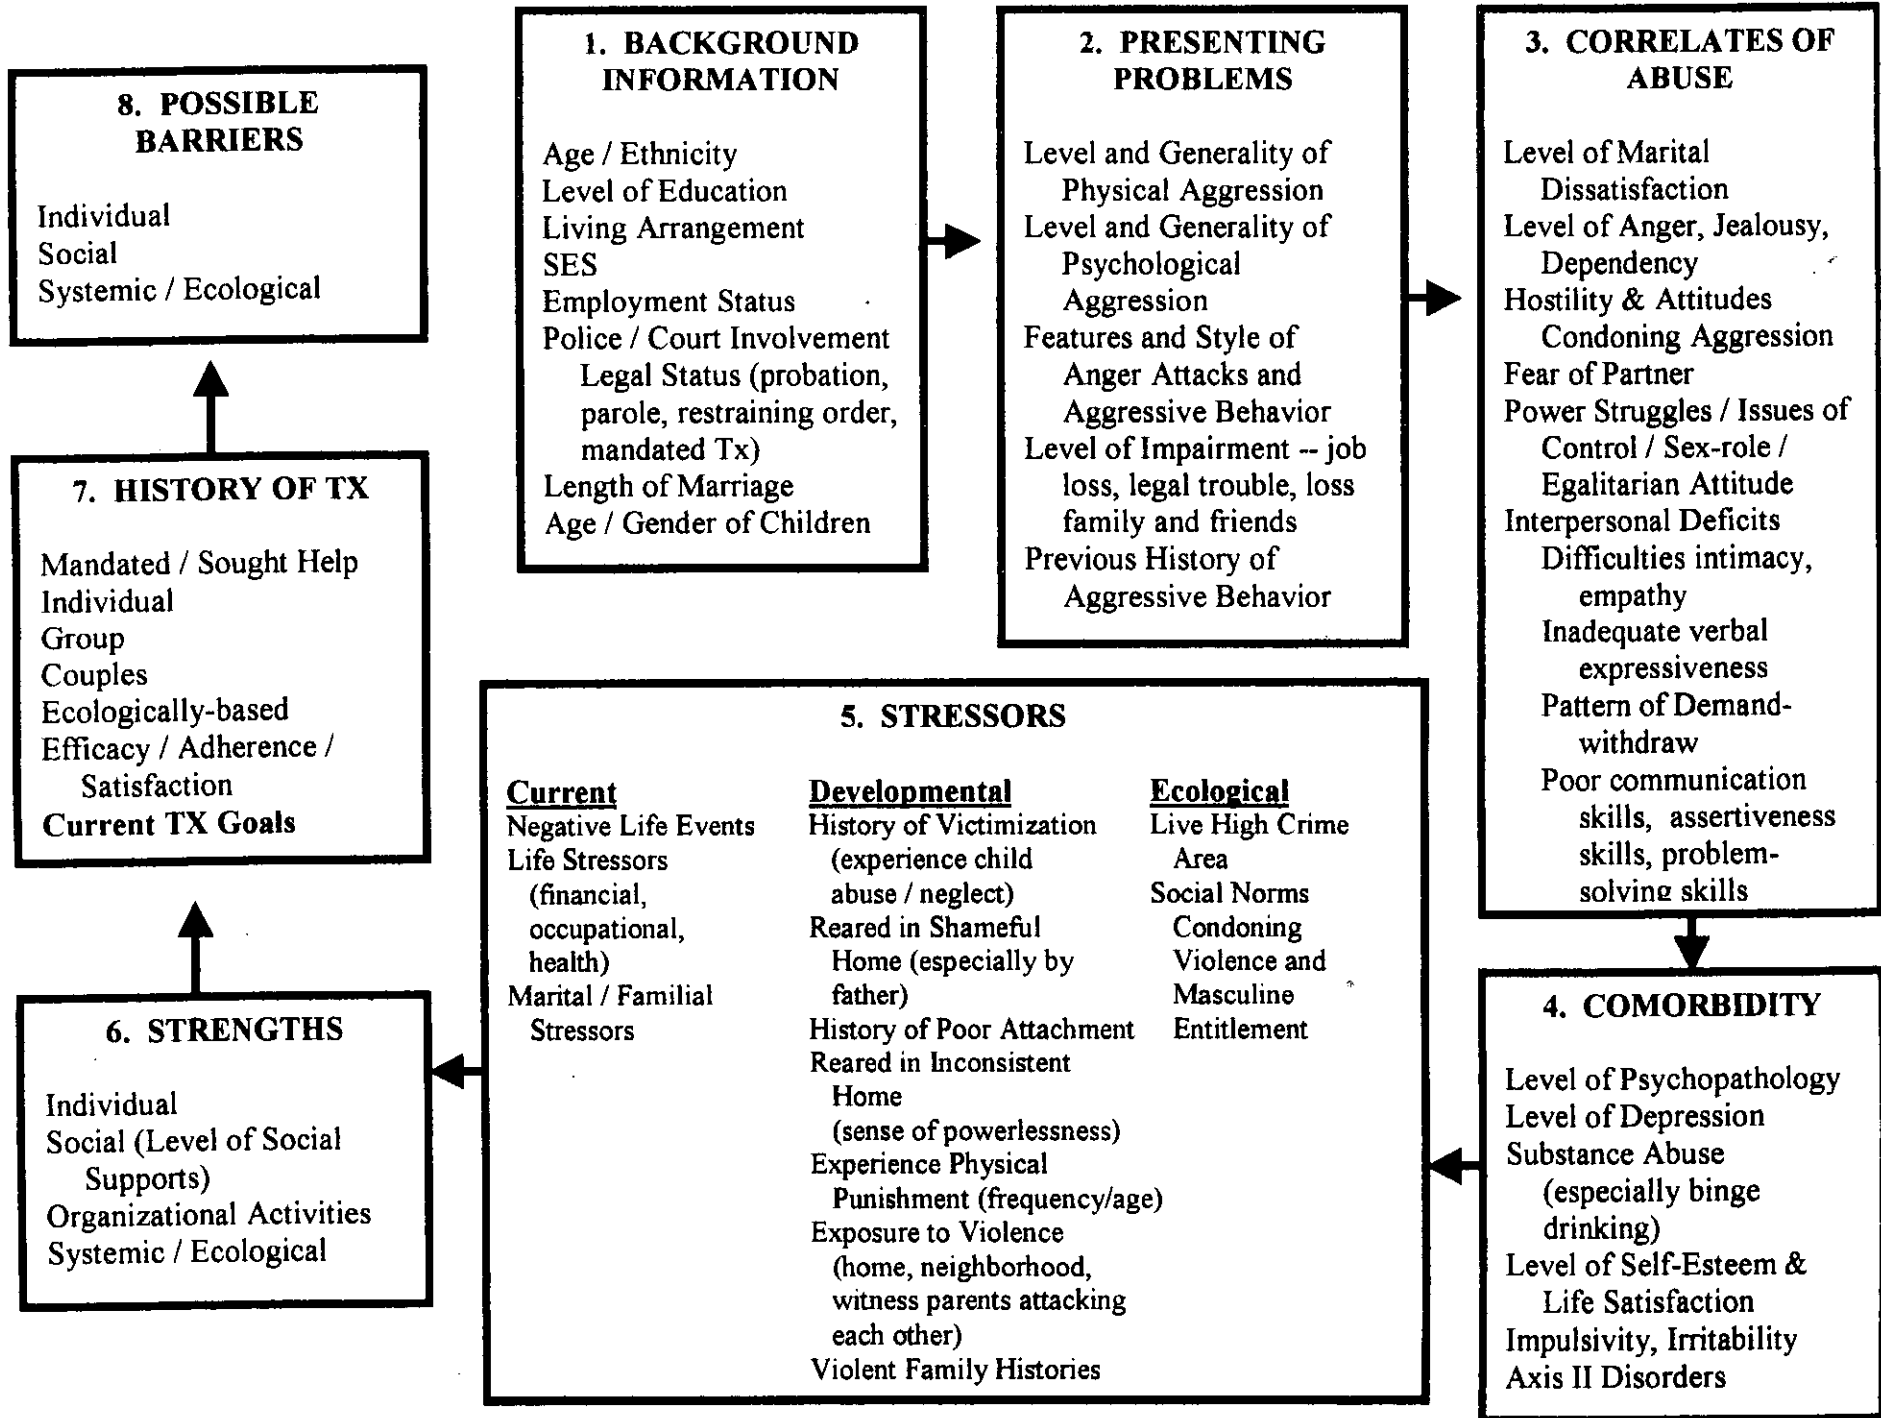 1. BACKGROUND
INFORMATION
Age / Ethnicity
Level of Education
Living Arrangement
SES
Employment Status
Police / Court Involvement
Legal Status (probation,
parole, restraining order,
mandated Tx)
Length of Marriage
Age / Gender of Children
2. PRESENTING
PROBLEMS
Level and Generality of
Physical Aggression
Level and Generality of
Psychological
Aggression
Features and Style of
Anger Attacks and
Aggressive Behavior
Level of Impairment -- job
loss, legal trouble, loss
family and friends
Previous History of
Aggressive Behavior
3. CORRELATES OF
ABUSE
Level of Marital
Dissatisfaction
Level of Anger, Jealousy,
Dependency
Hostility & Attitudes
Condoning Aggression
Fear of Partner
Power Struggles / Issues of
Control / Sex-role /
Egalitarian Attitude
Interpersonal Deficits
Difficulties intimacy,
empathy
Inadequate verbal
expressiveness
Pattern of Demand-
withdraw
Poor communication
skills, assertiveness
skills, problem-
solving skills
4. COMORBIDITY
Level of Psychopathology
Level of Depression
Substance Abuse
(especially binge
drinking)
Level of Self-Esteem &
Life Satisfaction
Impulsivity, Irritability
Axis II Disorders
5. STRESSORS
Current
Negative Life Events
Life Stressors
(financial,
occupational,
health)
Marital / Familial
Stressors
Developmental
History of Victimization
(experience child
abuse / neglect)
Reared in Shameful
Home (especially by
father)
History of Poor Attachment
Reared in Inconsistent
Home
(sense of powerlessness)
Experience Physical
Punishment (frequency/age)
Exposure to Violence
(home, neighborhood,
witness parents attacking
each other)
Violent Family Histories
Ecological
Live High Crime
Area
Social Norms
Condoning
Violence and
Masculine
Entitlement
6. STRENGTHS
Individual
Social (Level of Social
Supports)
Organizational Activities
Systemic / Ecological
7. HISTORY OF TX
Mandated / Sought Help
Individual
Group
Couples
Ecologically-based
Efficacy / Adherence /
Satisfaction
Current TX Goals
8. POSSIBLE
BARRIERS
Individual
Social
Systemic / Ecological